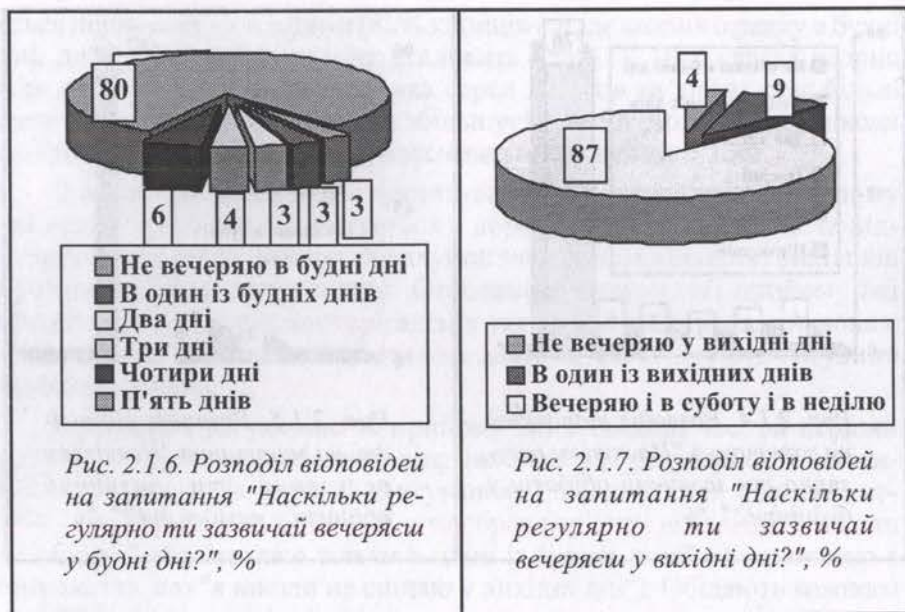 80
6
4
3
3
3
Не вечеряю в будні дні
В один із будніх днів
Два дні
Три дні
Чотири дні
П'ять днів
Рис. 2.1.6. Розподіл відповідей
на запитання "Наскільки ре-
гулярно ти зазвичай вечеряєш
у будні дні?", %
4
9
87
Не вечеряю у вихідні дні
В один із вихідних днів
Вечеряю і в суботу і в неділю
Рис. 2.1.7. Розподіл відповідей
на запитання "Наскільки
регулярно ти зазвичай
вечеряєш у вихідні дні?", %